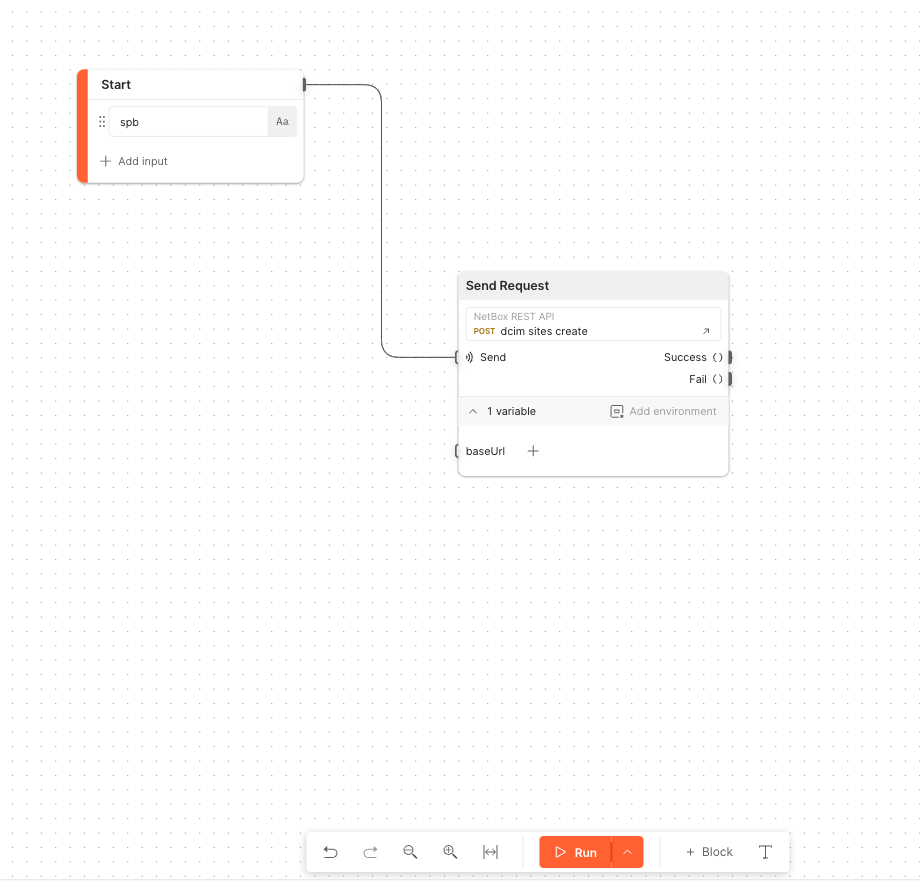 Start
spb Aa
Add input
Send Request
NetBox REST API
POST dcim sites create
Send Success ()
Fail ()
1 variable Add environment
baseUrl
Run + Block